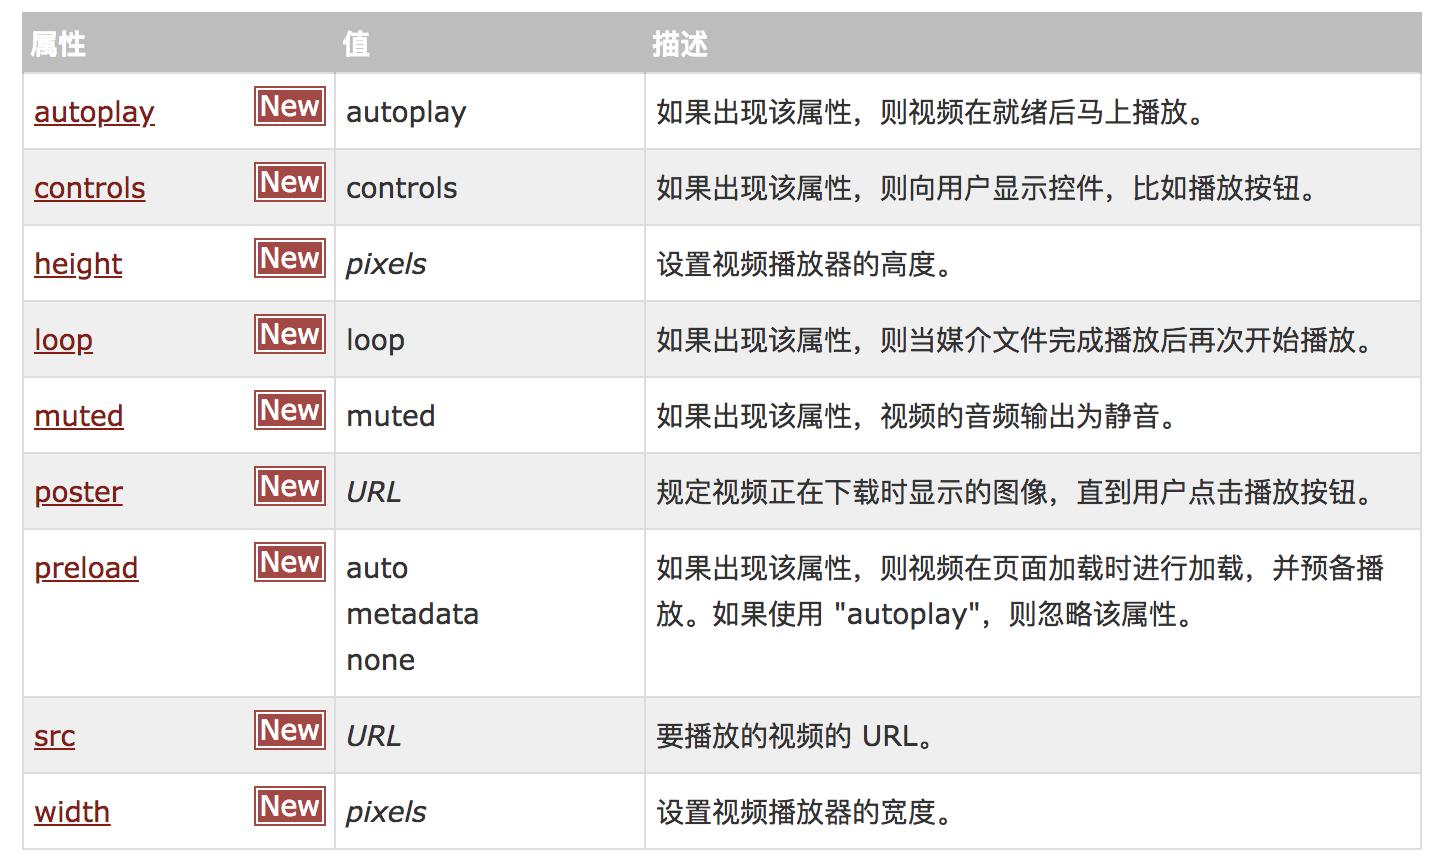 属性 值 描述
autoplay New autoplay 如果出现该属性，则视频在就绪后马上播放。
controls New controls 如果出现该属性，则向用户显示控件，比如播放按钮。
height New pixels 设置视频播放器的高度。
loop New loop 如果出现该属性，则当媒介文件完成播放后再次开始播放。
muted New muted 如果出现该属性，视频的音频输出为静音。
poster New URL 规定视频正在下载时显示的图像，直到用户点击播放按钮。
preload New auto 如果出现该属性，则视频在页面加载时进行加载，并预备播
metadata 放。如果使用 "autoplay"，则忽略该属性。
none
src New URL 要播放的视频的 URL。
width New pixels 设置视频播放器的宽度。